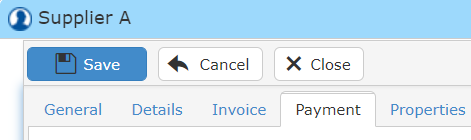 Supplier A
Save Cancel Close
General Details Invoice Payment Properties